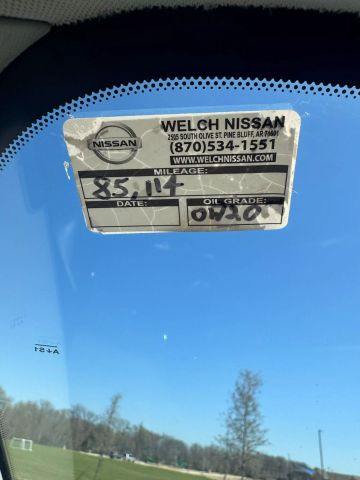 WELCH NISSAN
NISSAN
2505 SOUTH OLIVE ST. PINE BLUFF, AR 71601
(870)534-1551
WWW.WELCHNISSAN.COM
MILEAGE:
85,114
DATE:
OIL GRADE:
0W20